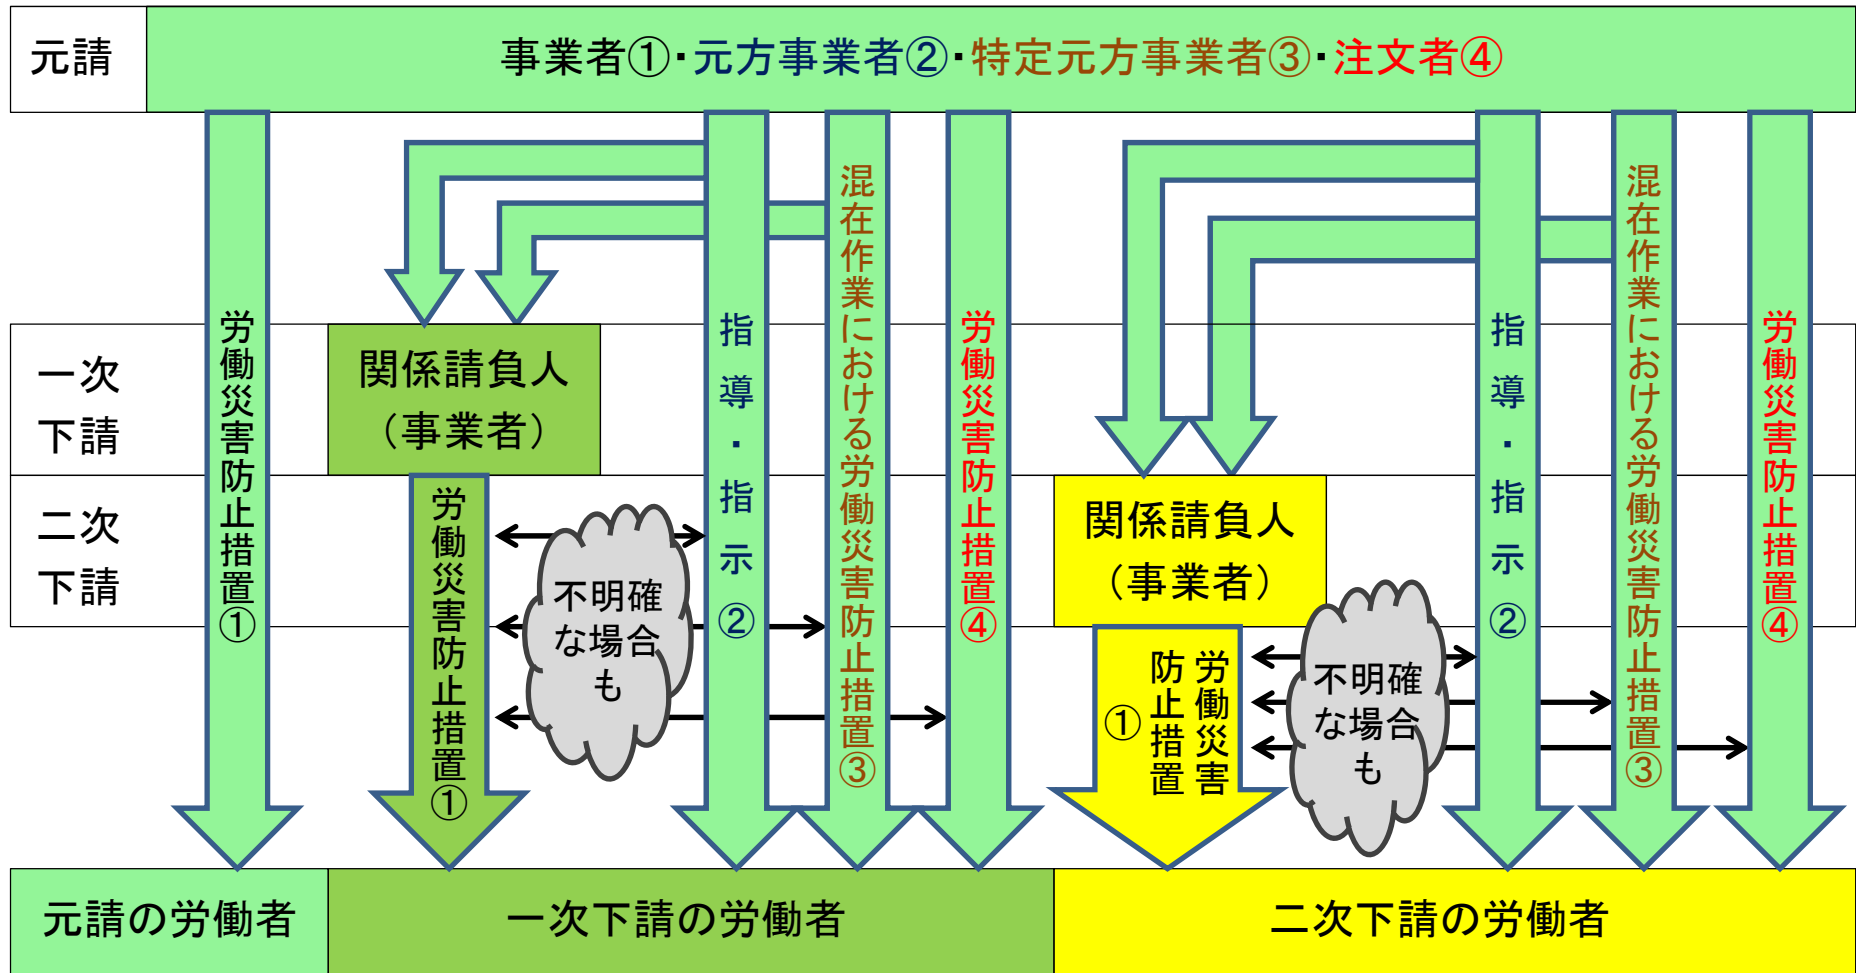 元請
事業者①・元方事業者②・特定元方事業者③・注文者④
労働災害防止措置①
一次
下請
関係請負人
（事業者）
指導・指示②
混在作業における労働災害防止措置③
労働災害防止措置④
指導・指示②
混在作業における労働災害防止措置③
労働災害防止措置④
二次
下請
労働災害防止措置①
不明確
な場合
も
関係請負人
（事業者）
労働災害
防止措置
①
不明確
な場合
も
元請の労働者
一次下請の労働者
二次下請の労働者